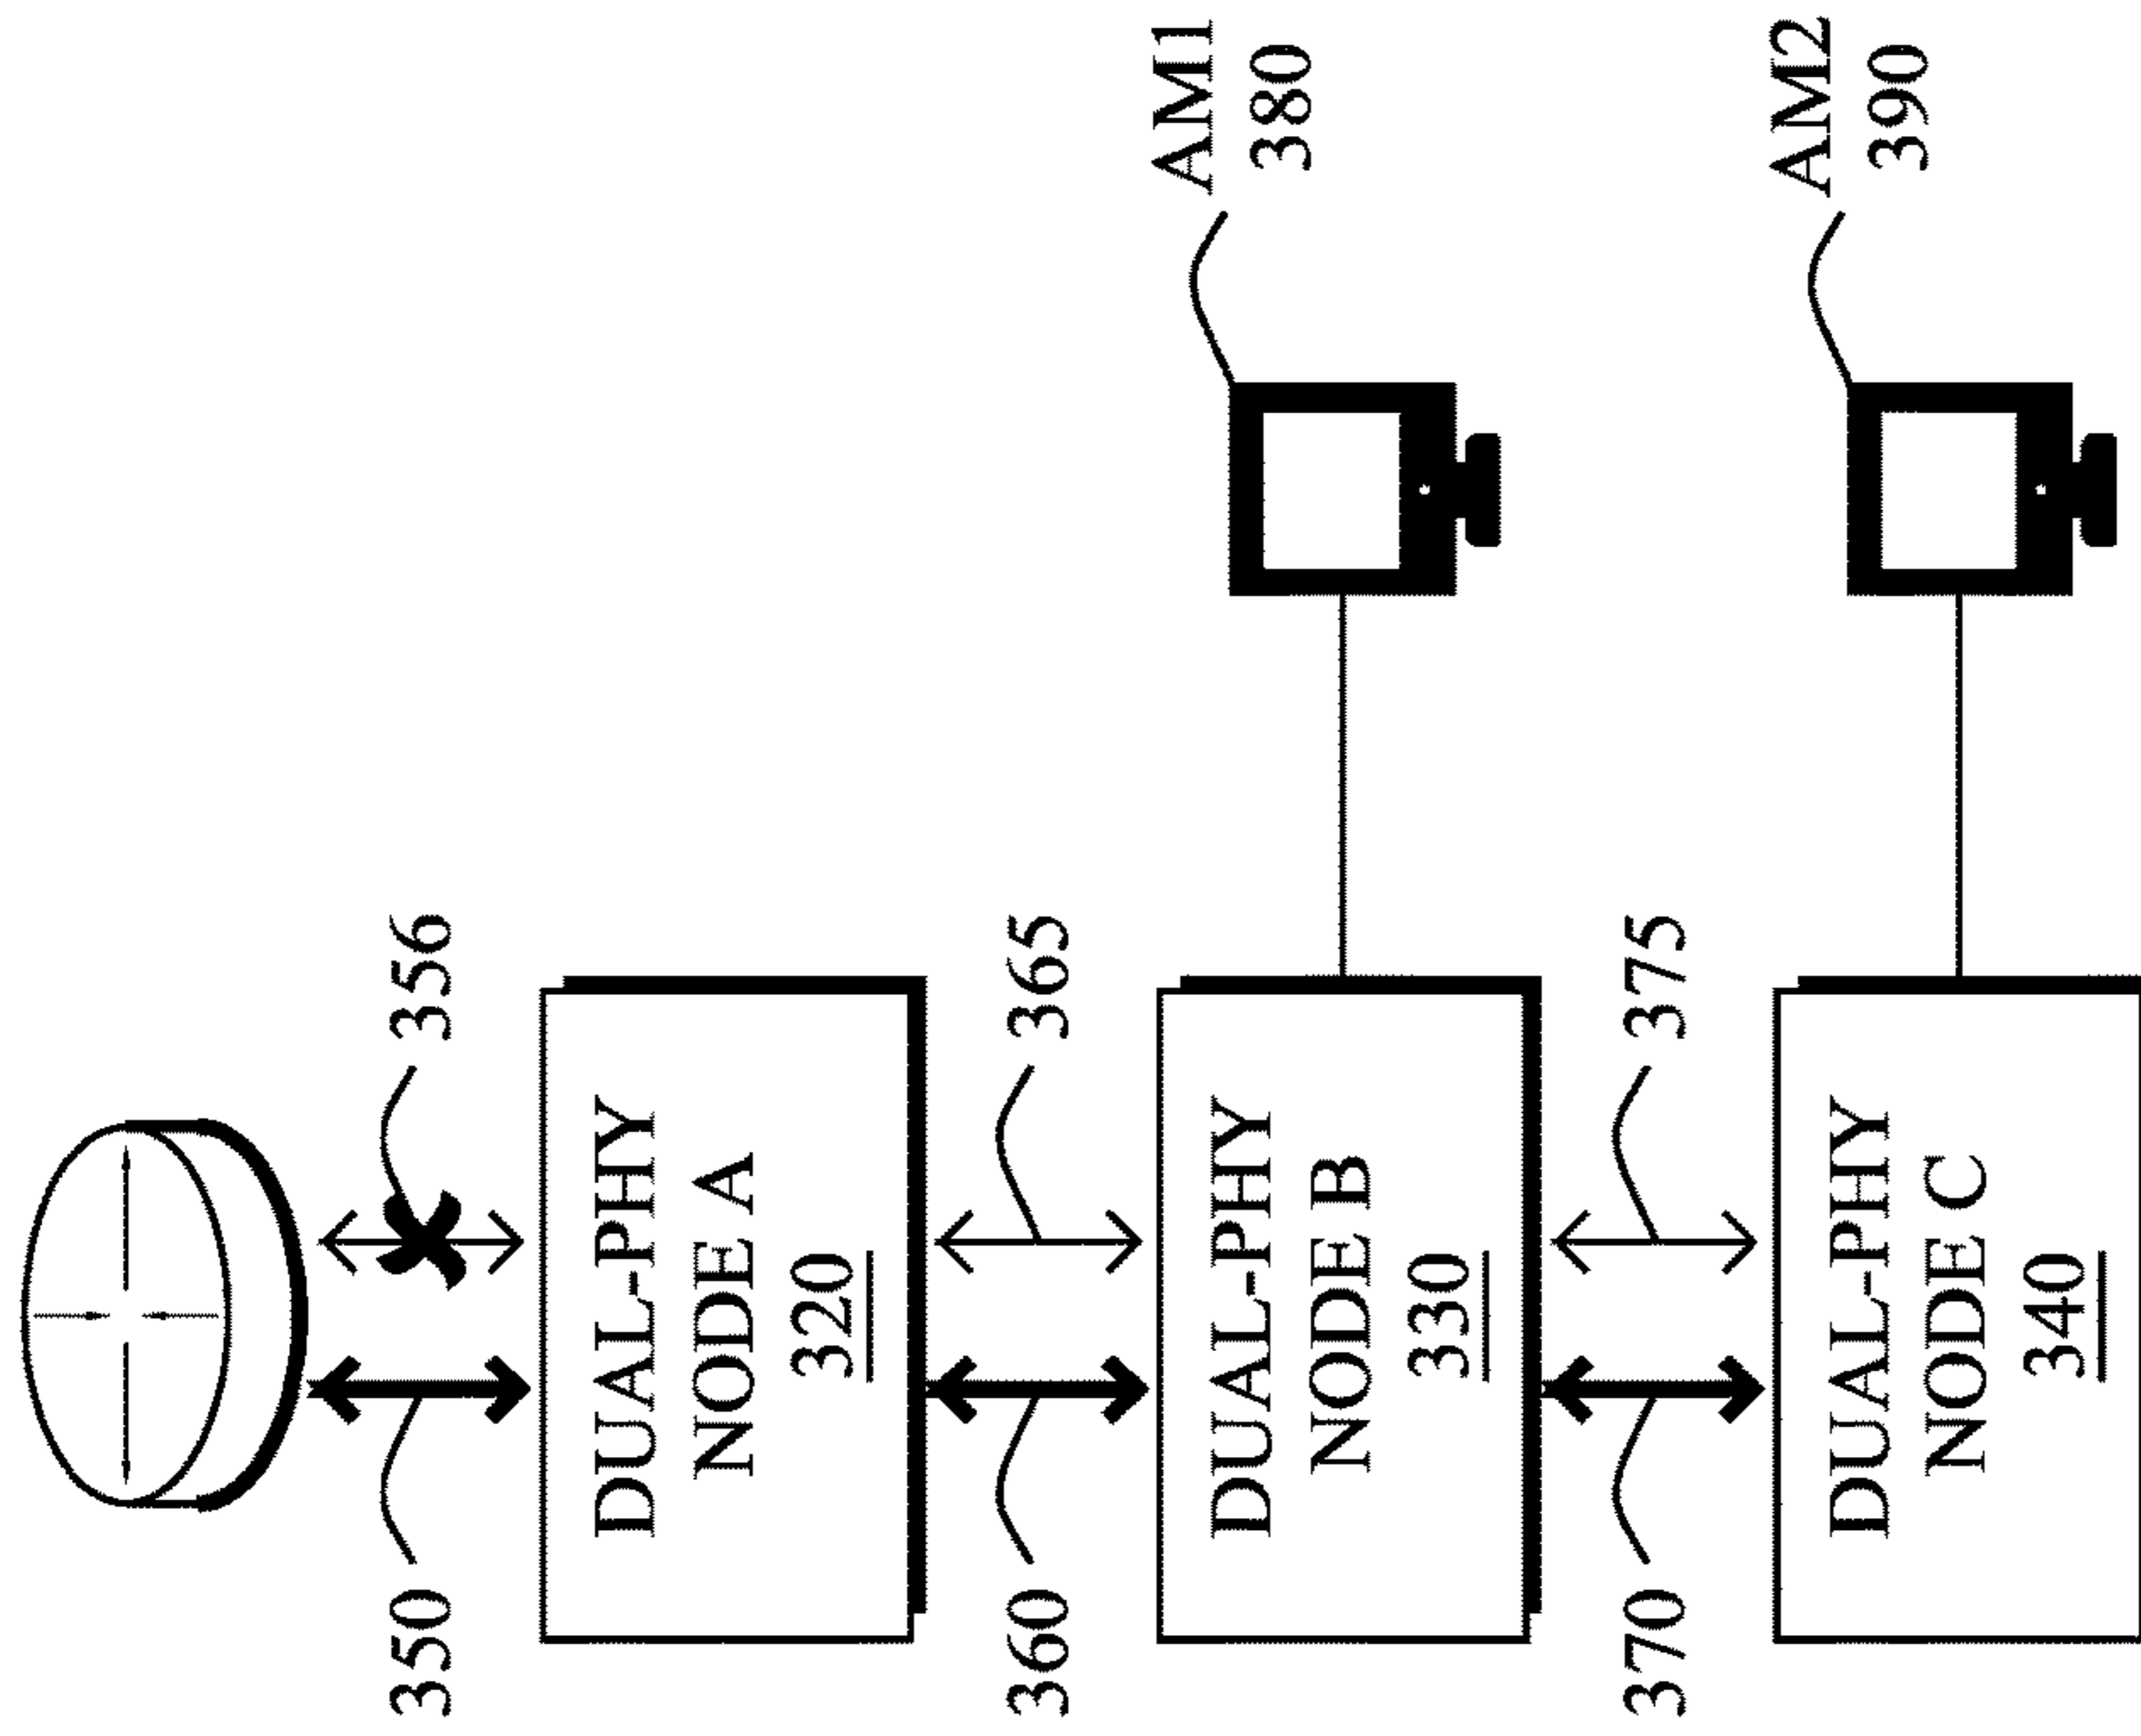 350
356
DUAL-PHY
NODE A
320
360
365
DUAL-PHY
NODE B
330
AM1
380
370
375
DUAL-PHY
NODE C
340
AM2
390